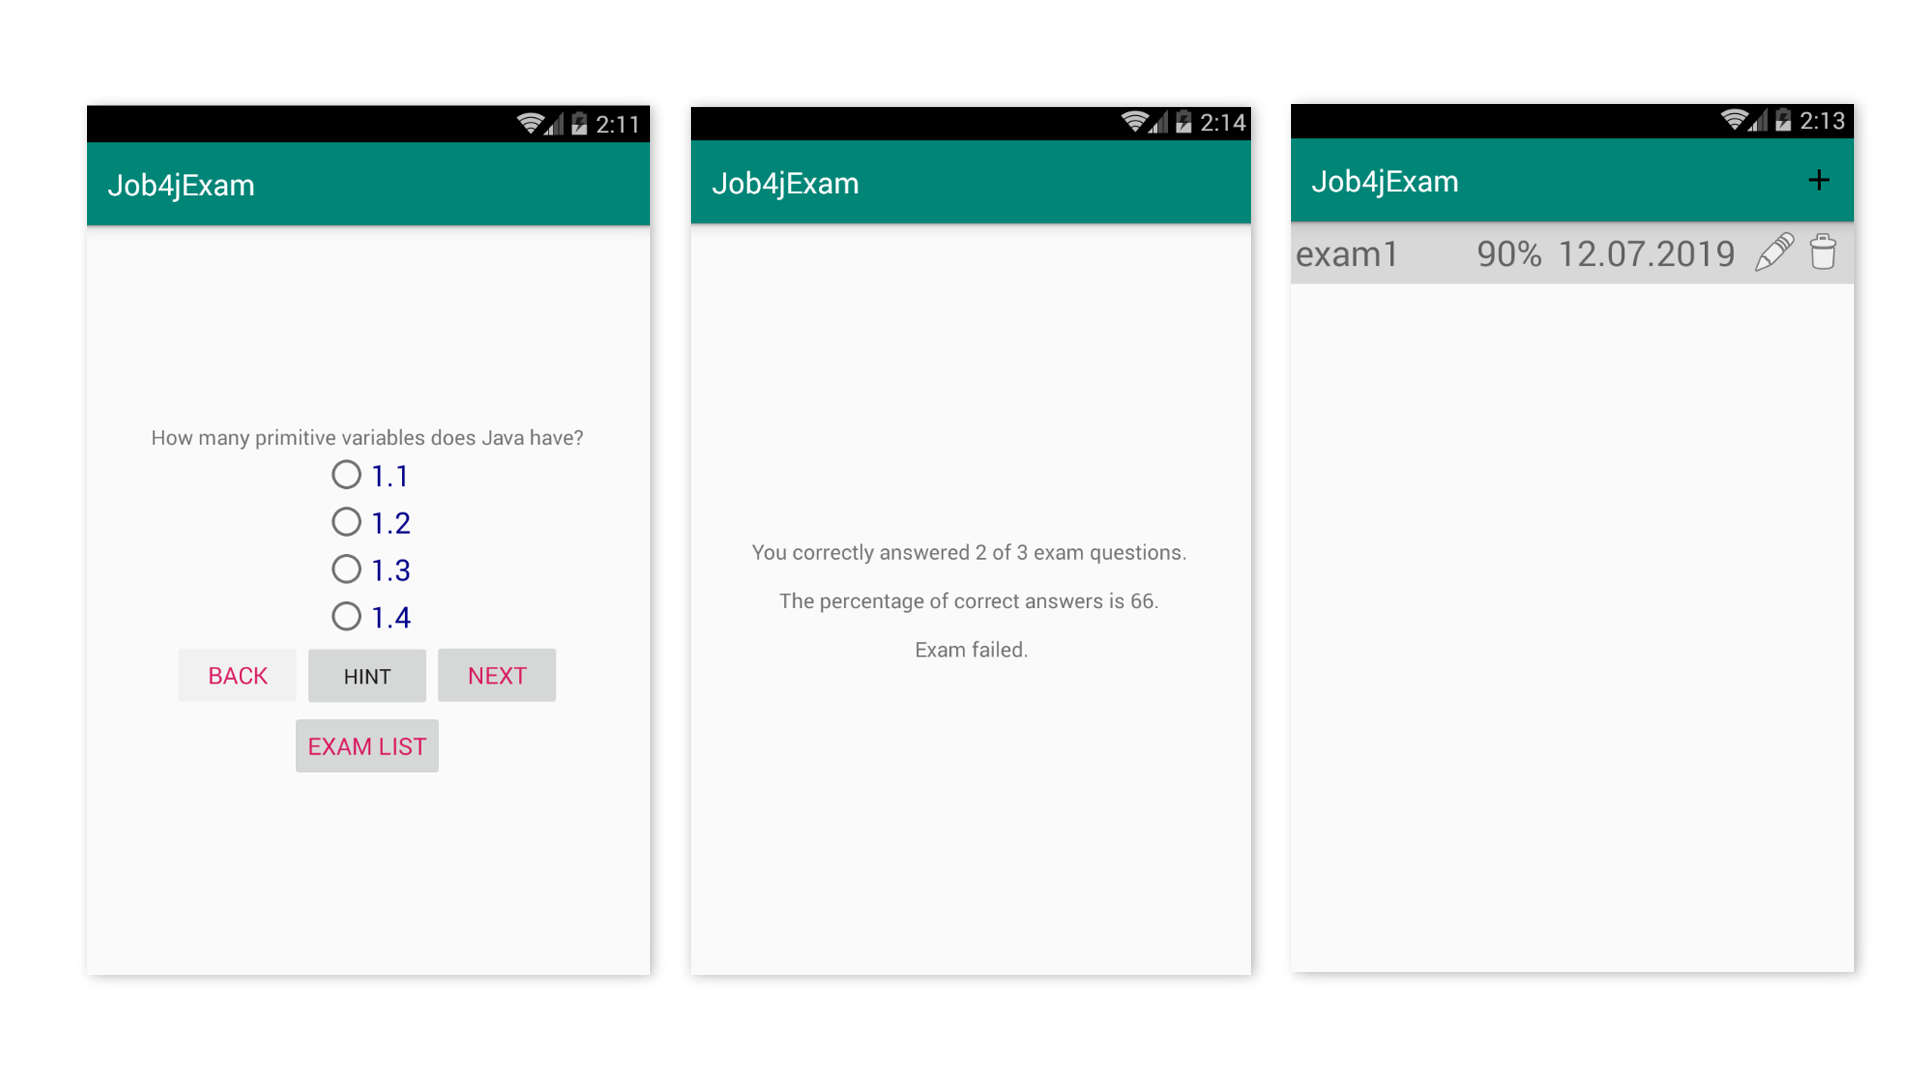 2:11
Job4jExam
How many primitive variables does Java have?
1.1
1.2
1.3
1.4
BACK HINT NEXT
EXAM LIST
2:14
Job4jExam
You correctly answered 2 of 3 exam questions.
The percentage of correct answers is 66.
Exam failed.
2:13
Job4jExam +
exam1 90% 12.07.2019